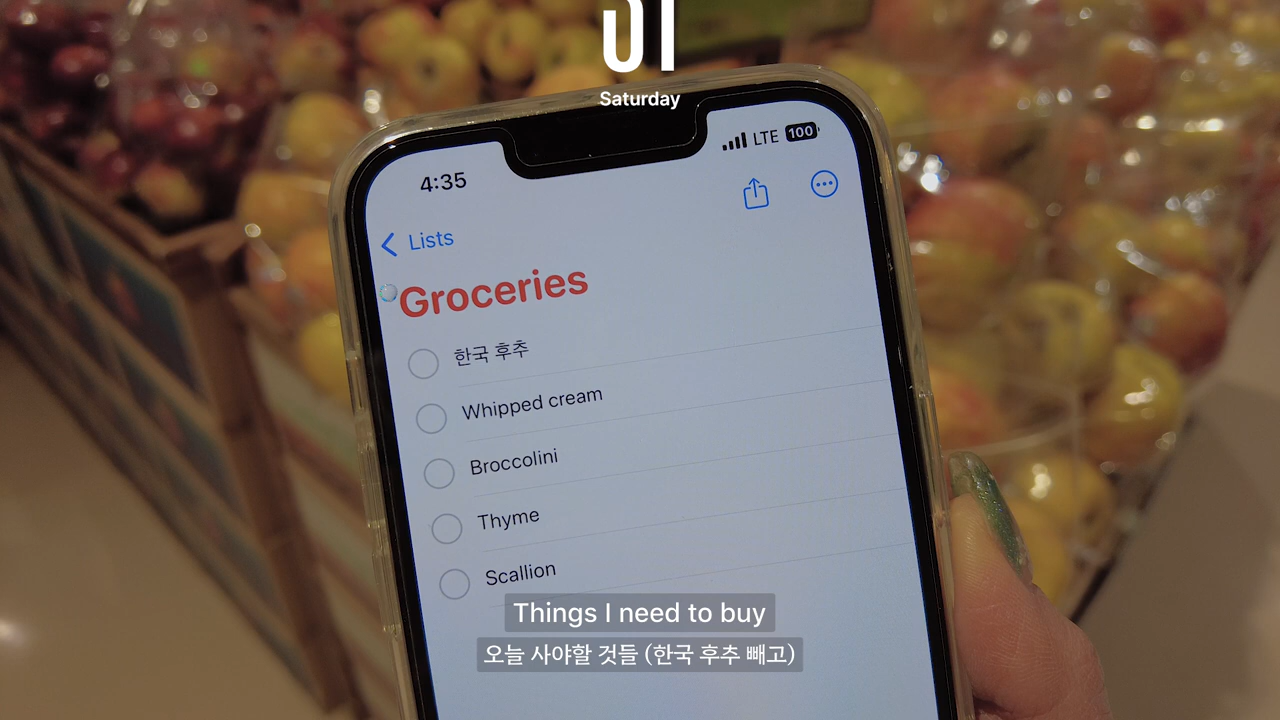 Saturday
4:35
LTE 100
Lists
Groceries
한국 후추
Whipped cream
Broccolini
Thyme
Scallion
Things I need to buy
오늘 사야할 것들 (한국 후추 빼고)